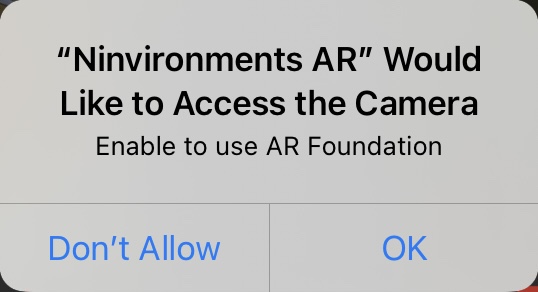 “Ninvironments AR” Would
Like to Access the Camera
Enable to use AR Foundation
Don’t Allow
OK